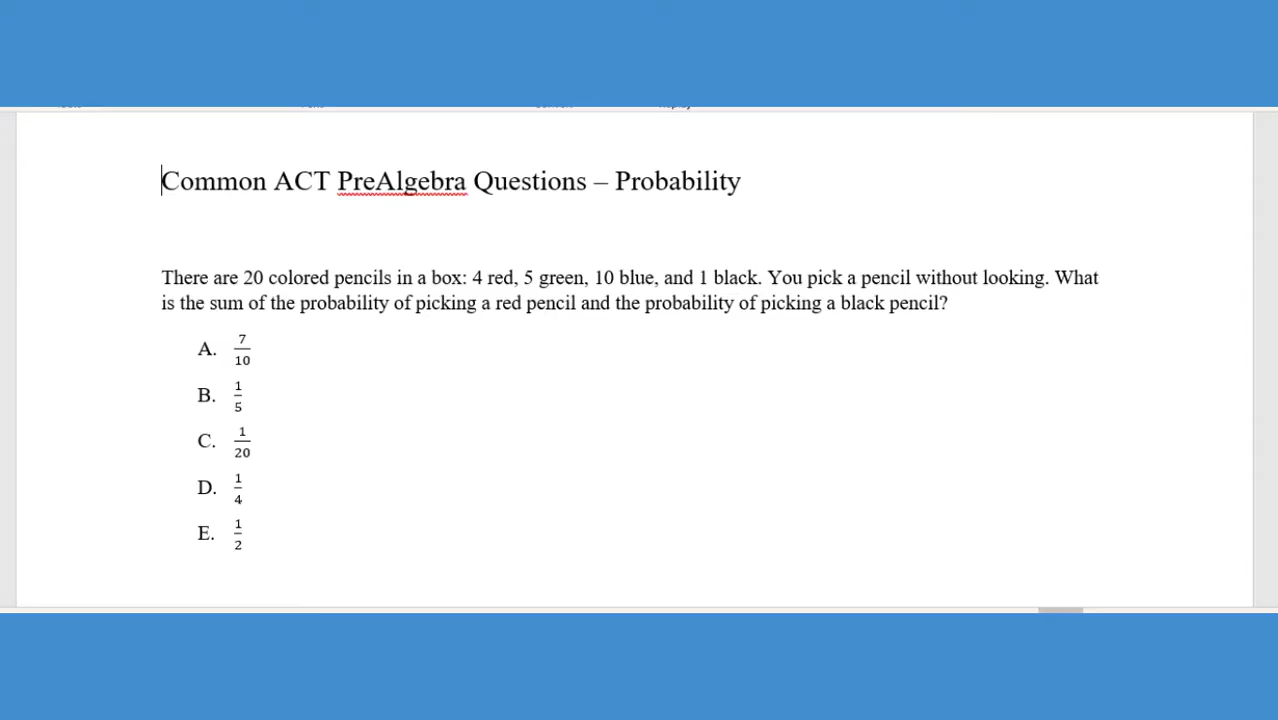 Common ACT PreAlgebra Questions – Probability
There are 20 colored pencils in a box: 4 red, 5 green, 10 blue, and 1 black. You pick a pencil without looking. What
is the sum of the probability of picking a red pencil and the probability of picking a black pencil?
A. 7/10
B. 1/5
C. 1/20
D. 1/4
E. 1/2